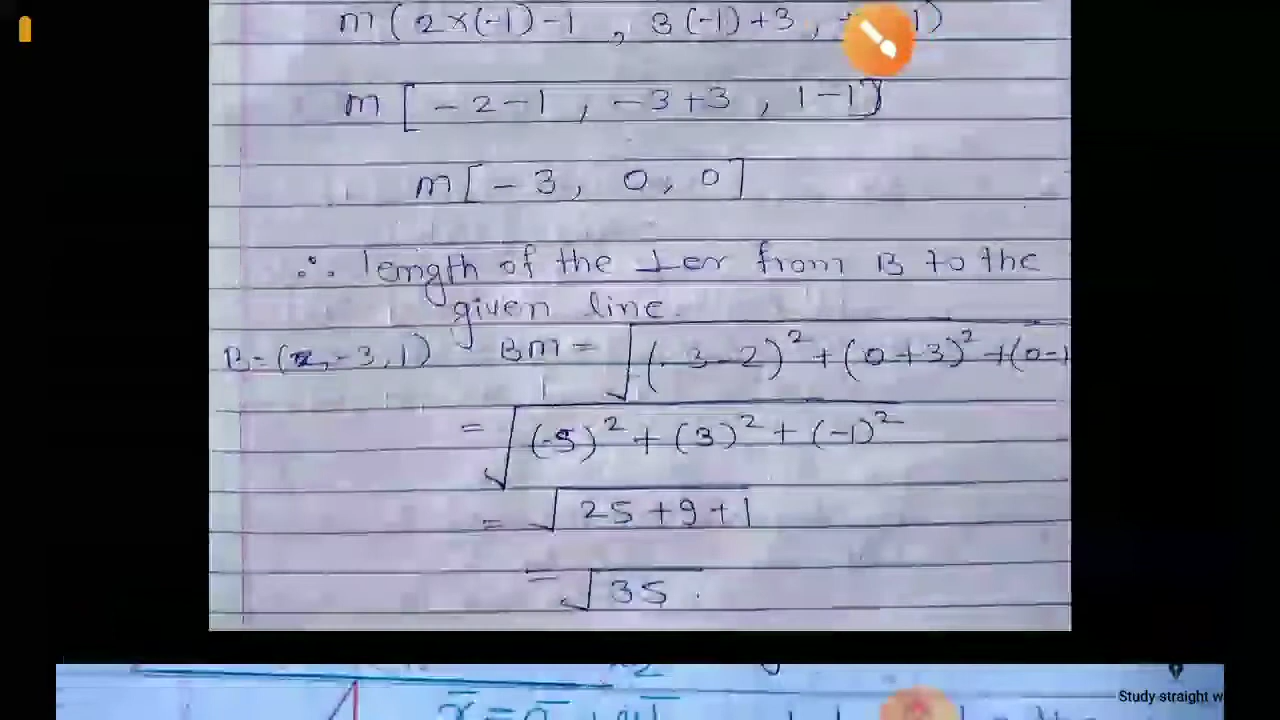 m ( 2×(-1)-1 , 3(-1)+3 , 1)
m [ -2-1 , -3+3 , 1-1 ]
m [ -3, 0, 0 ]
∴ length of the ⊥er from B to the
given line.
B=(2,-3,1) BM = √(-3-2)² + (0+3)² + (0-1
= √(-5)² + (3)² + (-1)²
= √25+9+1
= √35.
Study straight w